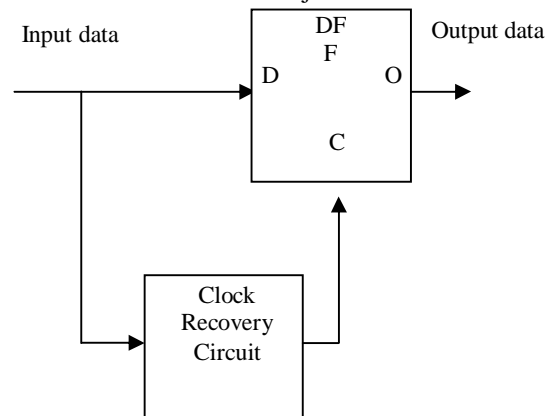 Input data
DF
F
Output data
D
O
C
Clock
Recovery
Circuit